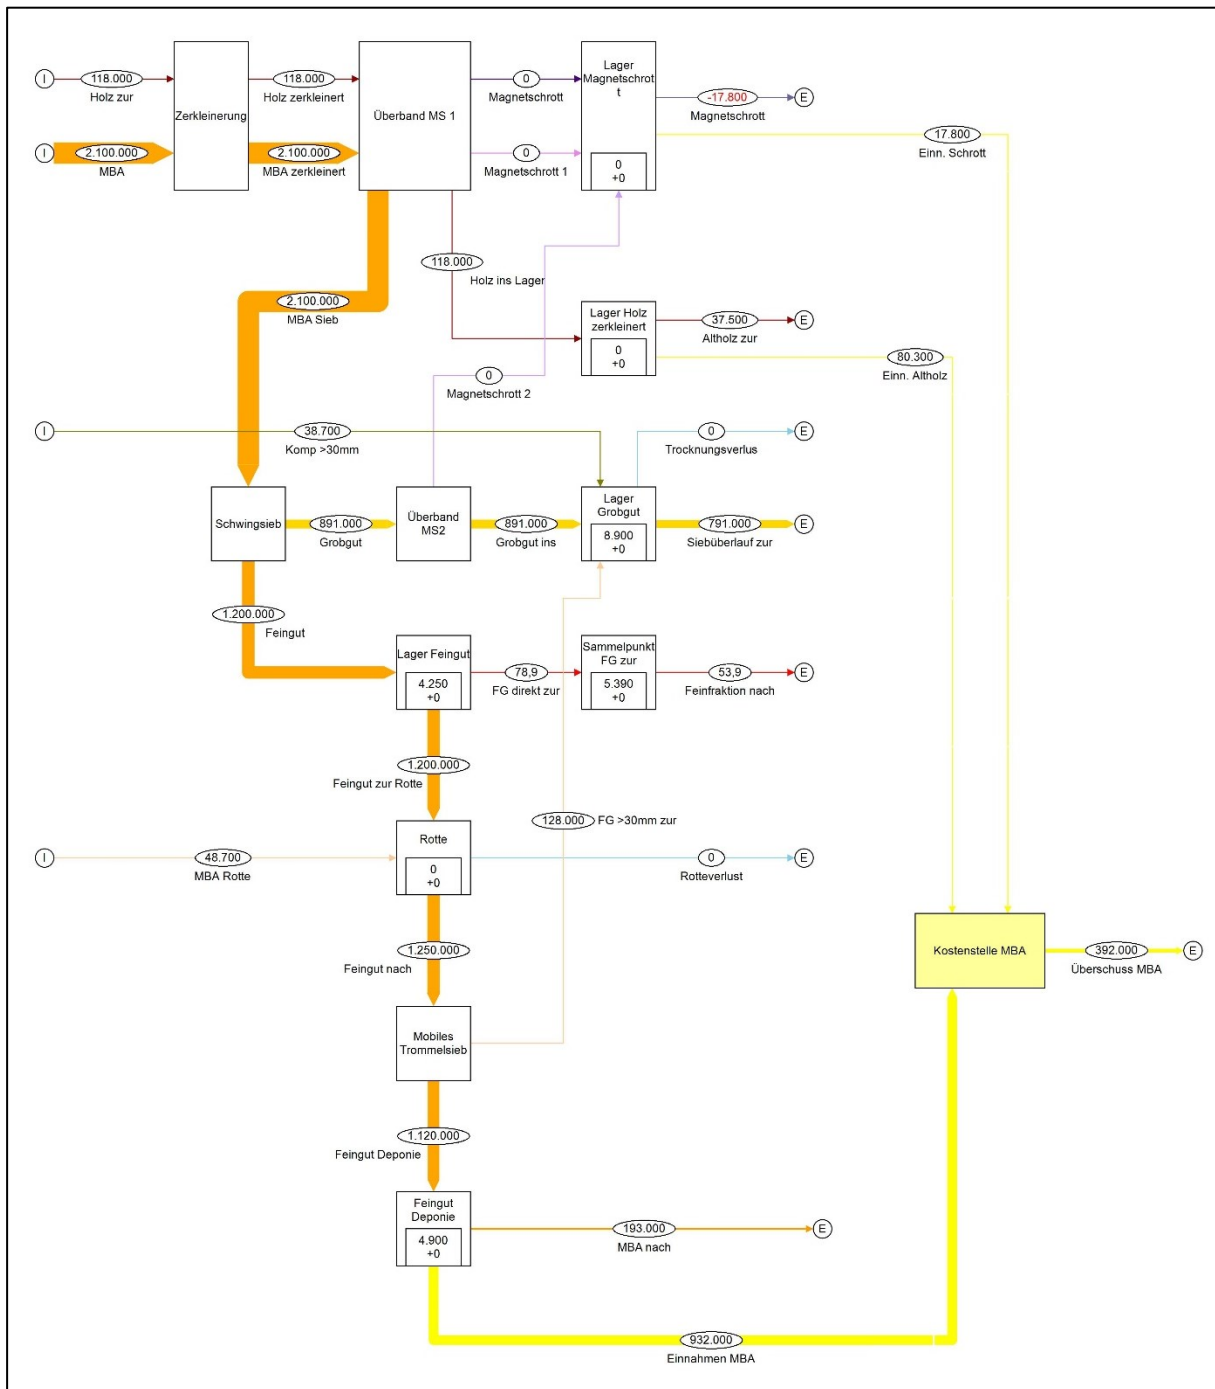 I
118.000
Holz zur
118.000
Holz zerkleinert
I
2.100.000
MBA
Zerkleinerung
2.100.000
MBA zerkleinert
Überband MS 1
0
Magnetschrott
0
Magnetschrott 1
Lager
Magnetschrot
t
0
+0
-17.800
Magnetschrott
E
17.800
Einn. Schrott
118.000
Holz ins Lager
2.100.000
MBA Sieb
Lager Holz
zerkleinert
0
+0
37.500
Altholz zur
E
80.300
Einn. Altholz
0
Magnetschrott 2
I
38.700
Komp >30mm
0
Trocknungsverlus
E
Schwingsieb
891.000
Grobgut
Überband
MS2
891.000
Grobgut ins
Lager
Grobgut
8.900
+0
791.000
Siebüberlauf zur
E
1.200.000
Feingut
Lager Feingut
4.250
+0
78,9
FG direkt zur
Sammelpunkt
FG zur
5.390
+0
53,9
Feinfraktion nach
E
1.200.000
Feingut zur Rotte
128.000
FG >30mm zur
I
48.700
MBA Rotte
Rotte
0
+0
0
Rotteverlust
E
1.250.000
Feingut nach
Kostenstelle MBA
392.000
Überschuss MBA
E
Mobiles
Trommelsieb
1.120.000
Feingut Deponie
Feingut
Deponie
4.900
+0
193.000
MBA nach
E
932.000
Einnahmen MBA